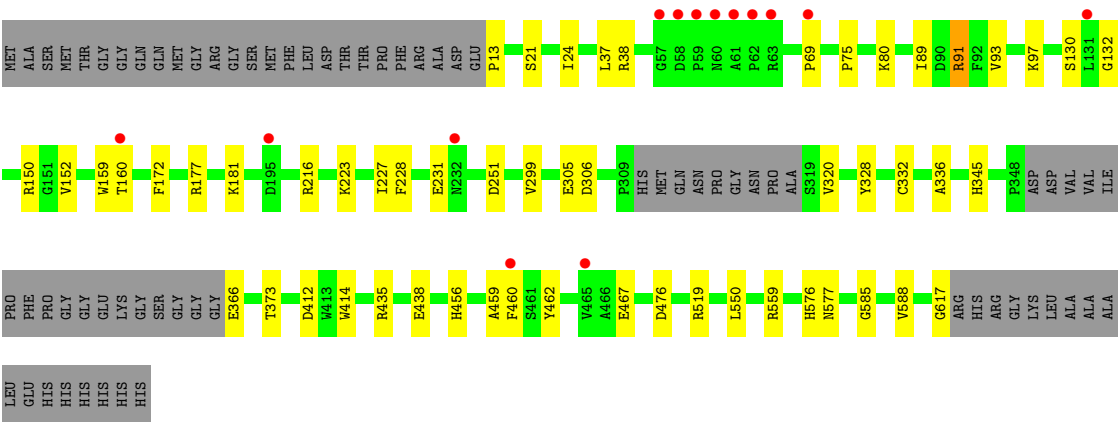 MET ALA SER MET THR GLY GLY GLN GLN MET GLY ARG GLY SER MET PHE LEU ASP THR THR PRO PHE ARG ALA ASP GLU P13 S21 I24 L37 R38 G57 D58 P59 N60 A61 P62 R63 P69 P75 K80 I89 D90 R91 F92 V93 K97 S130 L131 G132
R150 G151 V152 W159 T160 F172 R177 K181 D195 R216 K223 I227 F228 E231 N232 D251 V299 E305 D306 P309 HIS MET GLN ASN PRO GLY ASN PRO ALA S319 V320 Y328 C332 A336 H345 P348 ASP ASP VAL VAL ILE
PRO PHE PRO GLY GLY GLU LYS GLY SER GLY GLY GLY E366 T373 D412 W413 W414 R435 E438 H456 A459 F460 S461 Y462 V465 A466 E467 D476 R519 L550 R559 H576 N577 G585 V588 G617 ARG HIS ARG GLY LYS LEU ALA ALA ALA
LEU GLU HIS HIS HIS HIS HIS HIS